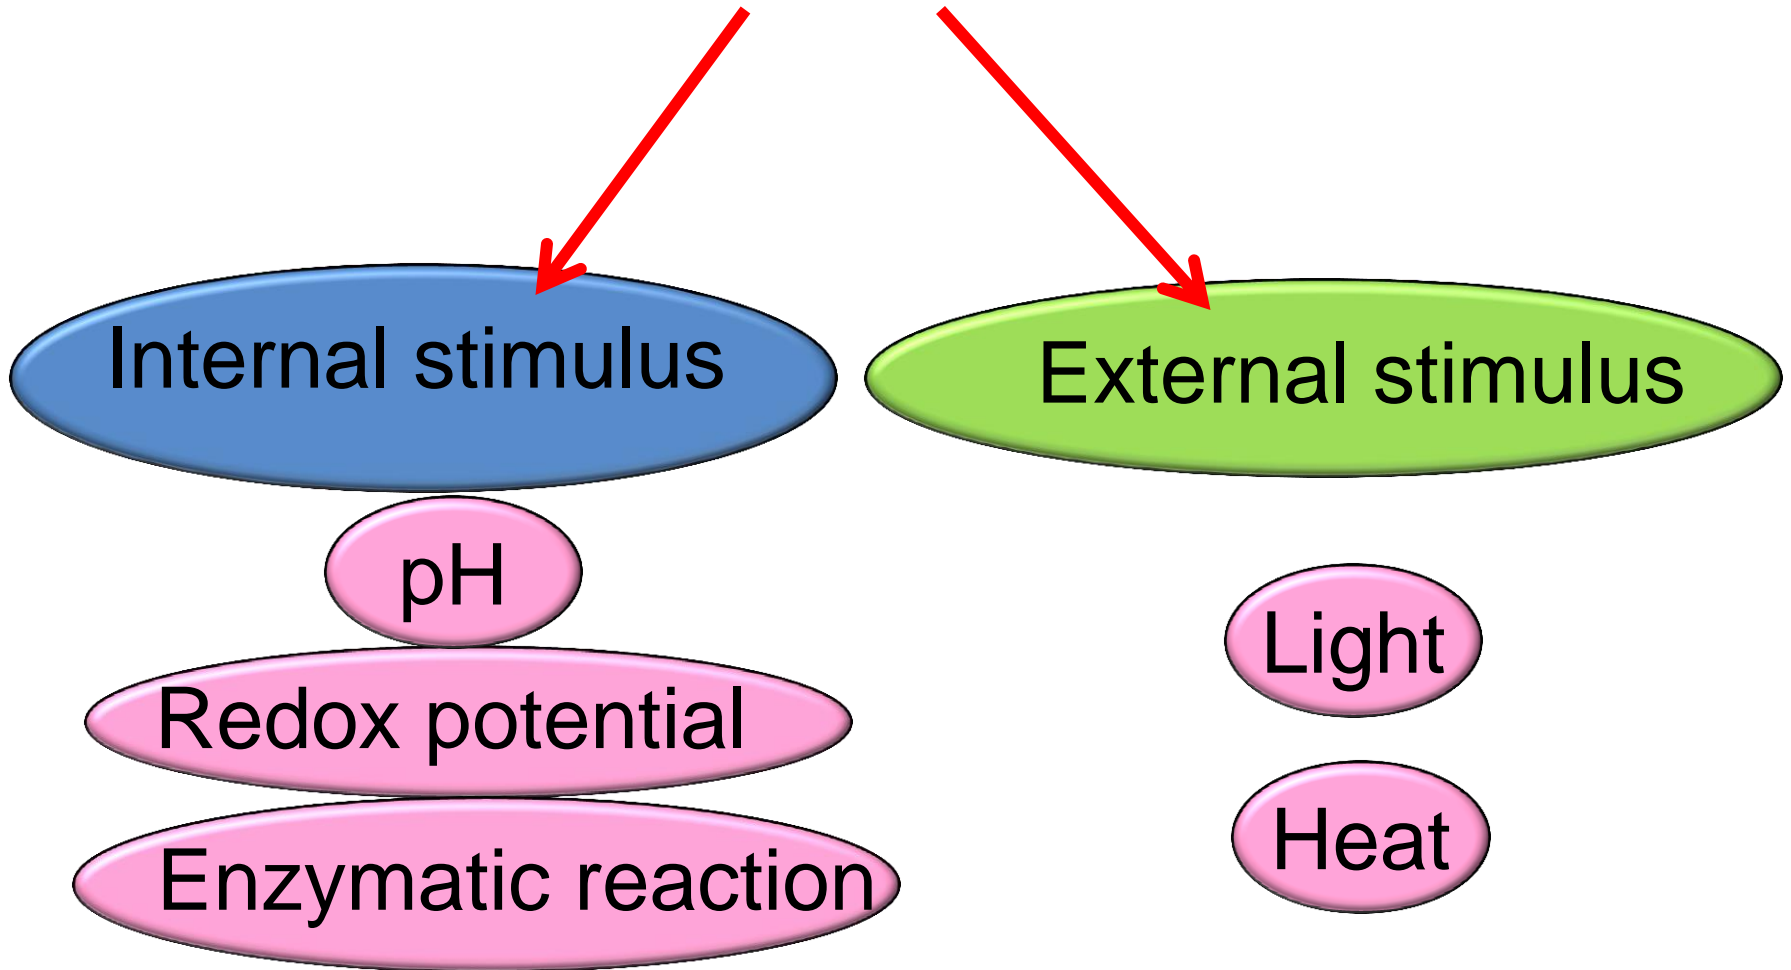 Internal stimulus
External stimulus
pH
Redox potential
Enzymatic reaction
Light
Heat